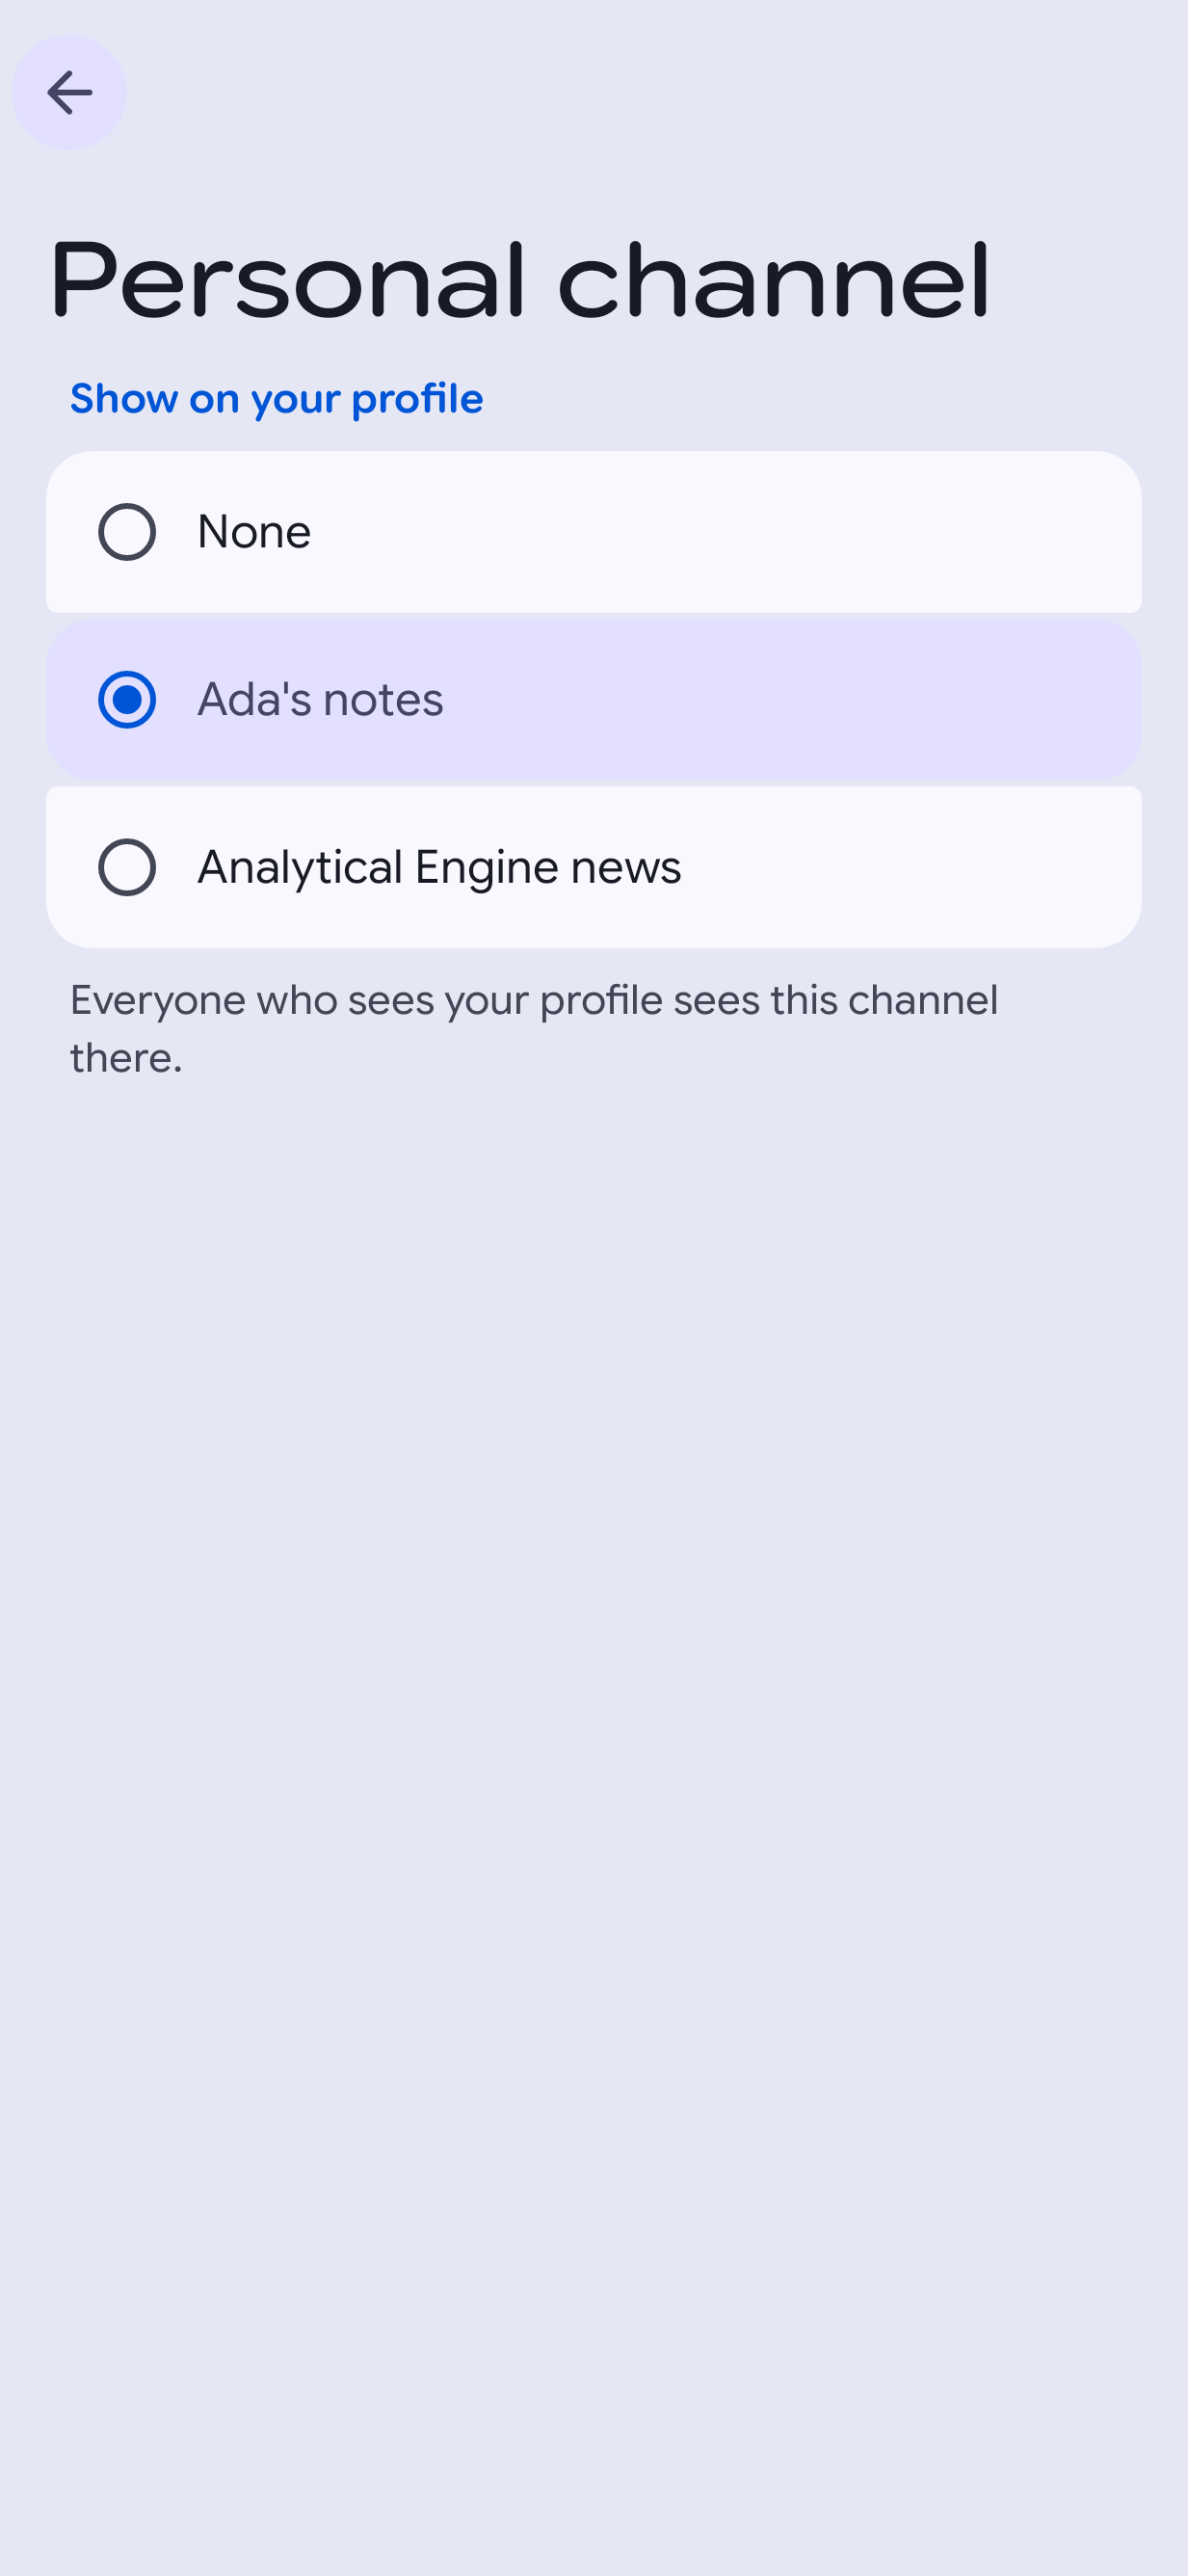 Personal channel
Show on your profile
None
Ada's notes
Analytical Engine news
Everyone who sees your profile sees this channel
there.